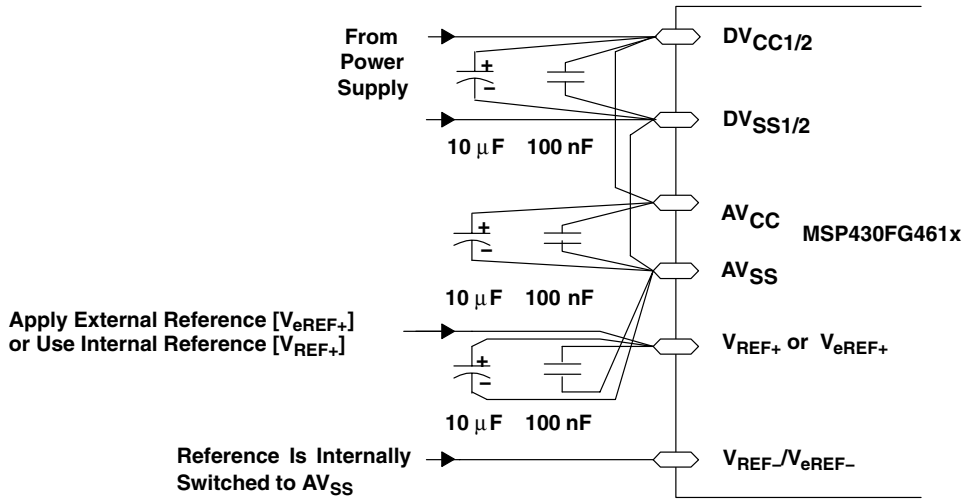 From
Power
Supply
DVCC1/2
+
−
DVSS1/2
10 μF 100 nF
AVCC
MSP430FG461x
+
−
AVSS
10 μF 100 nF
Apply External Reference [VeREF+]
or Use Internal Reference [VREF+]
VREF+ or VeREF+
+
−
10 μF 100 nF
Reference Is Internally
Switched to AVSS
VREF−/VeREF−